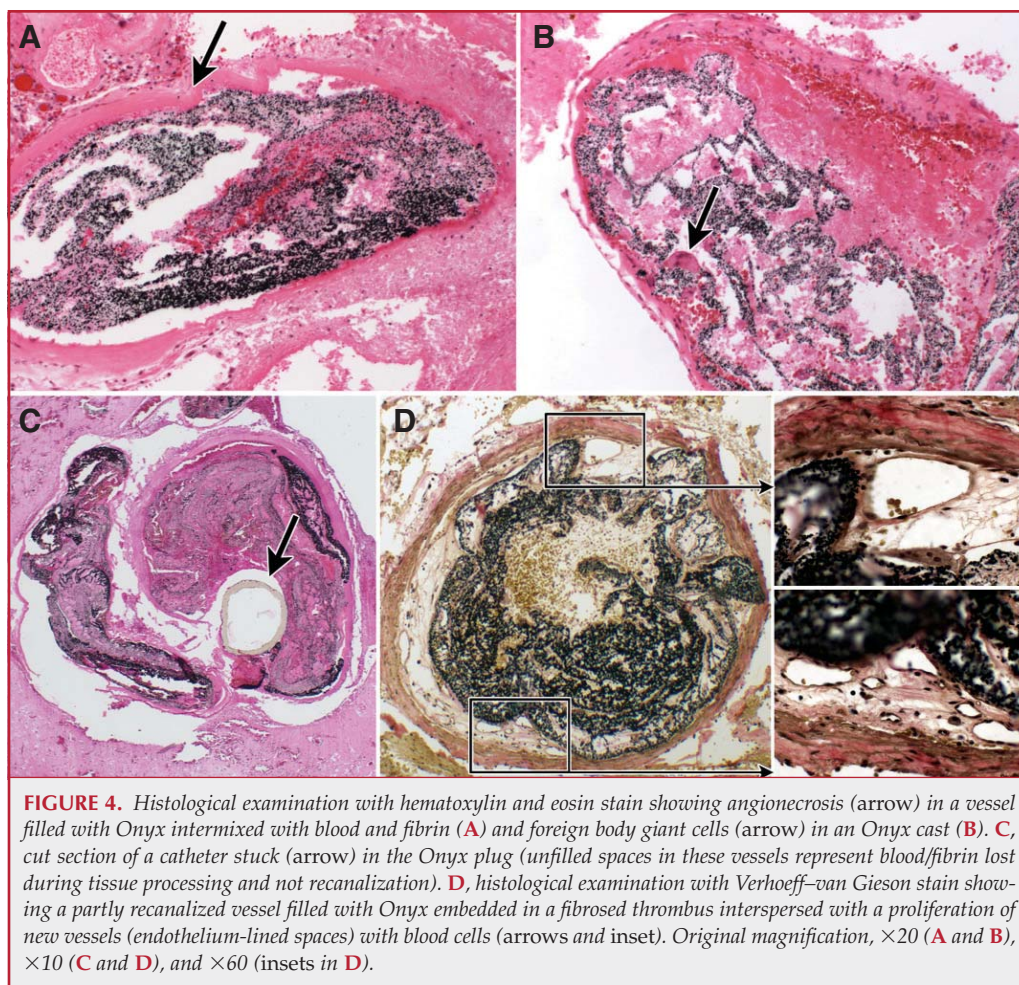 A
B
C
D
FIGURE 4. Histological examination with hematoxylin and eosin stain showing angionecrosis (arrow) in a vessel
filled with Onyx intermixed with blood and fibrin (A) and foreign body giant cells (arrow) in an Onyx cast (B). C,
cut section of a catheter stuck (arrow) in the Onyx plug (unfilled spaces in these vessels represent blood/fibrin lost
during tissue processing and not recanalization). D, histological examination with Verhoeff–van Gieson stain show-
ing a partly recanalized vessel filled with Onyx embedded in a fibrosed thrombus interspersed with a proliferation of
new vessels (endothelium-lined spaces) with blood cells (arrows and inset). Original magnification, ×20 (A and B),
×10 (C and D), and ×60 (insets in D).